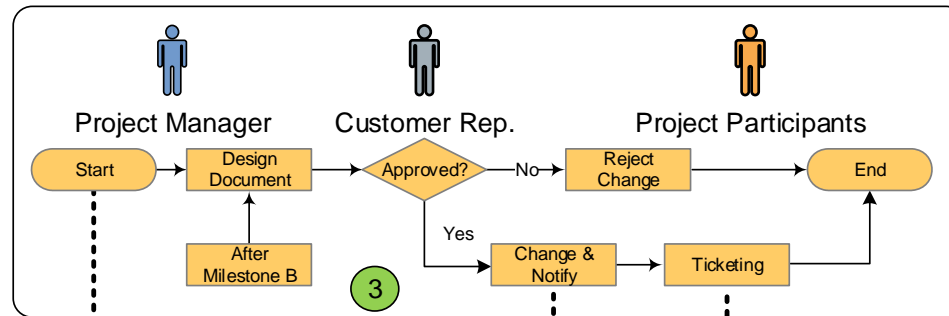 Project Manager
Customer Rep.
Project Participants
Start
Design
Document
Approved?
No
Reject
Change
End
After
Milestone B
Yes
Change &
Notify
Ticketing
3